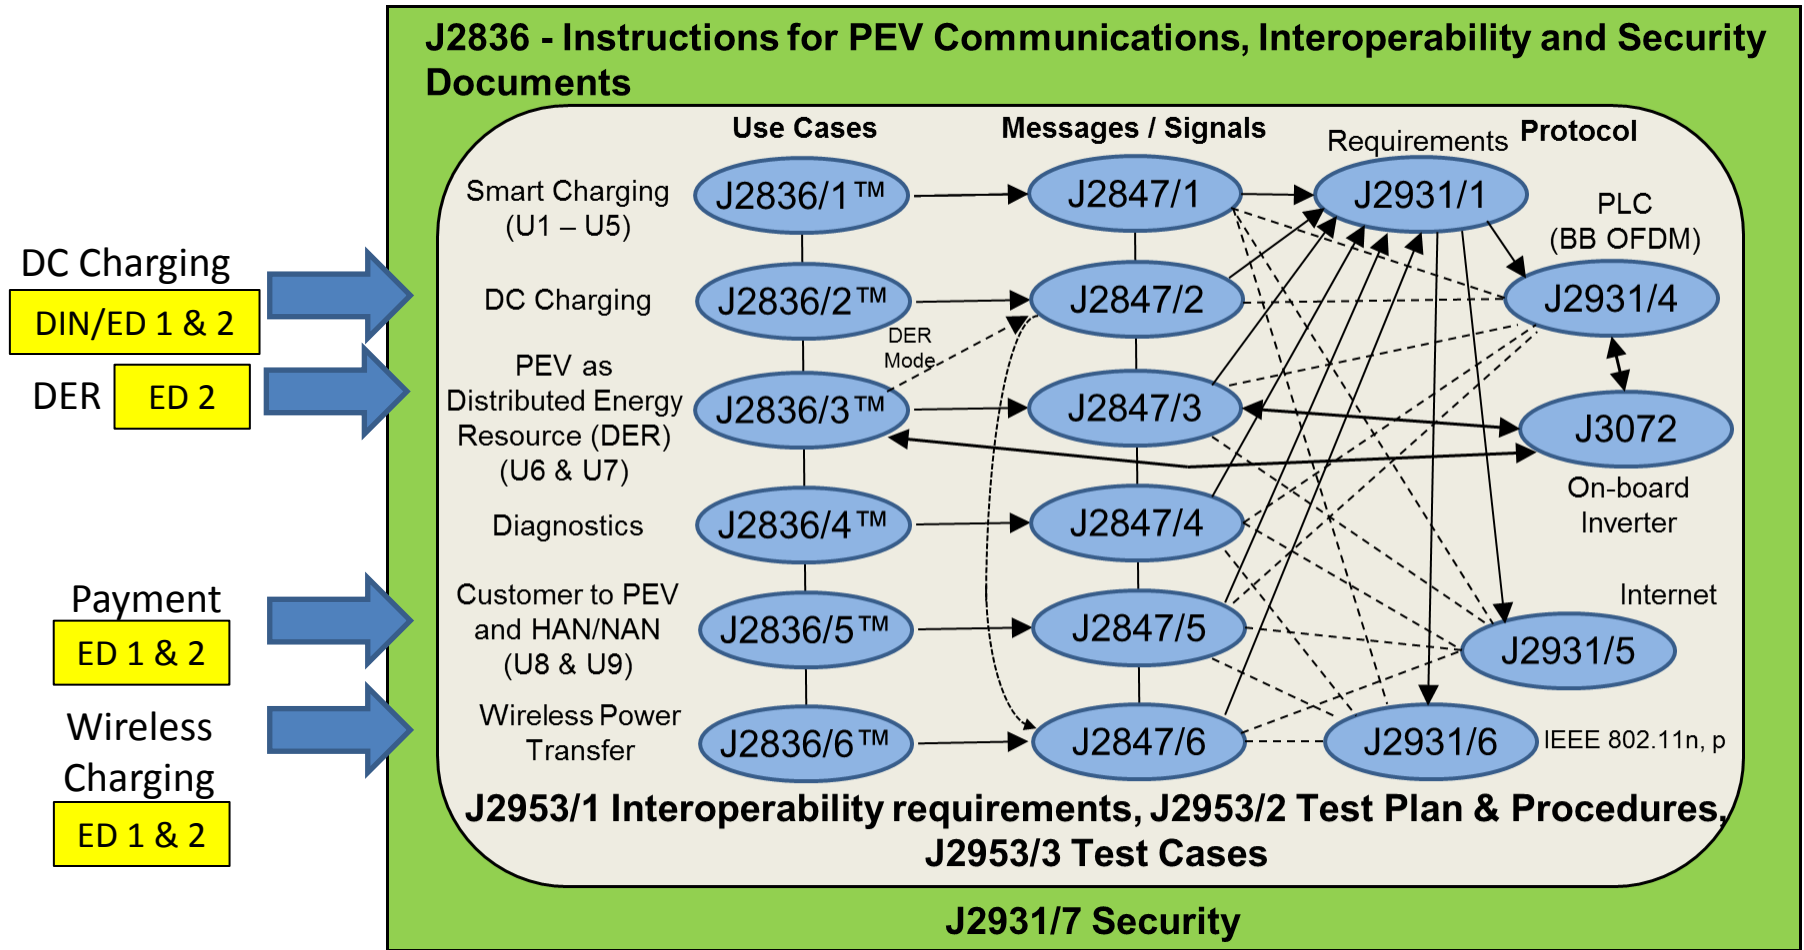 J2836 - Instructions for PEV Communications, Interoperability and Security
Documents
Use Cases
Messages / Signals
Requirements
Protocol
Smart Charging
(U1 – U5)
J2836/1™
J2847/1
J2931/1
PLC
(BB OFDM)
DC Charging
DIN/ED 1 & 2
DC Charging
J2836/2™
J2847/2
J2931/4
DER
Mode
DER
ED 2
PEV as
Distributed Energy
Resource (DER)
(U6 & U7)
J2836/3™
J2847/3
J3072
On-board
Inverter
Diagnostics
J2836/4™
J2847/4
Payment
ED 1 & 2
Customer to PEV
and HAN/NAN
(U8 & U9)
J2836/5™
J2847/5
Internet
J2931/5
Wireless
Charging
ED 1 & 2
Wireless Power
Transfer
J2836/6™
J2847/6
J2931/6
IEEE 802.11n, p
J2953/1 Interoperability requirements, J2953/2 Test Plan & Procedures,
J2953/3 Test Cases
J2931/7 Security